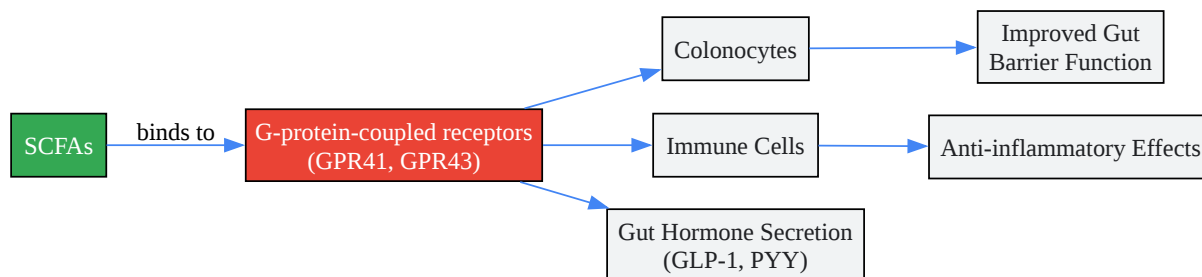 SCFAs
binds to
G-protein-coupled receptors
(GPR41, GPR43)
Colonocytes
Improved Gut
Barrier Function
Immune Cells
Anti-inflammatory Effects
Gut Hormone Secretion
(GLP-1, PYY)